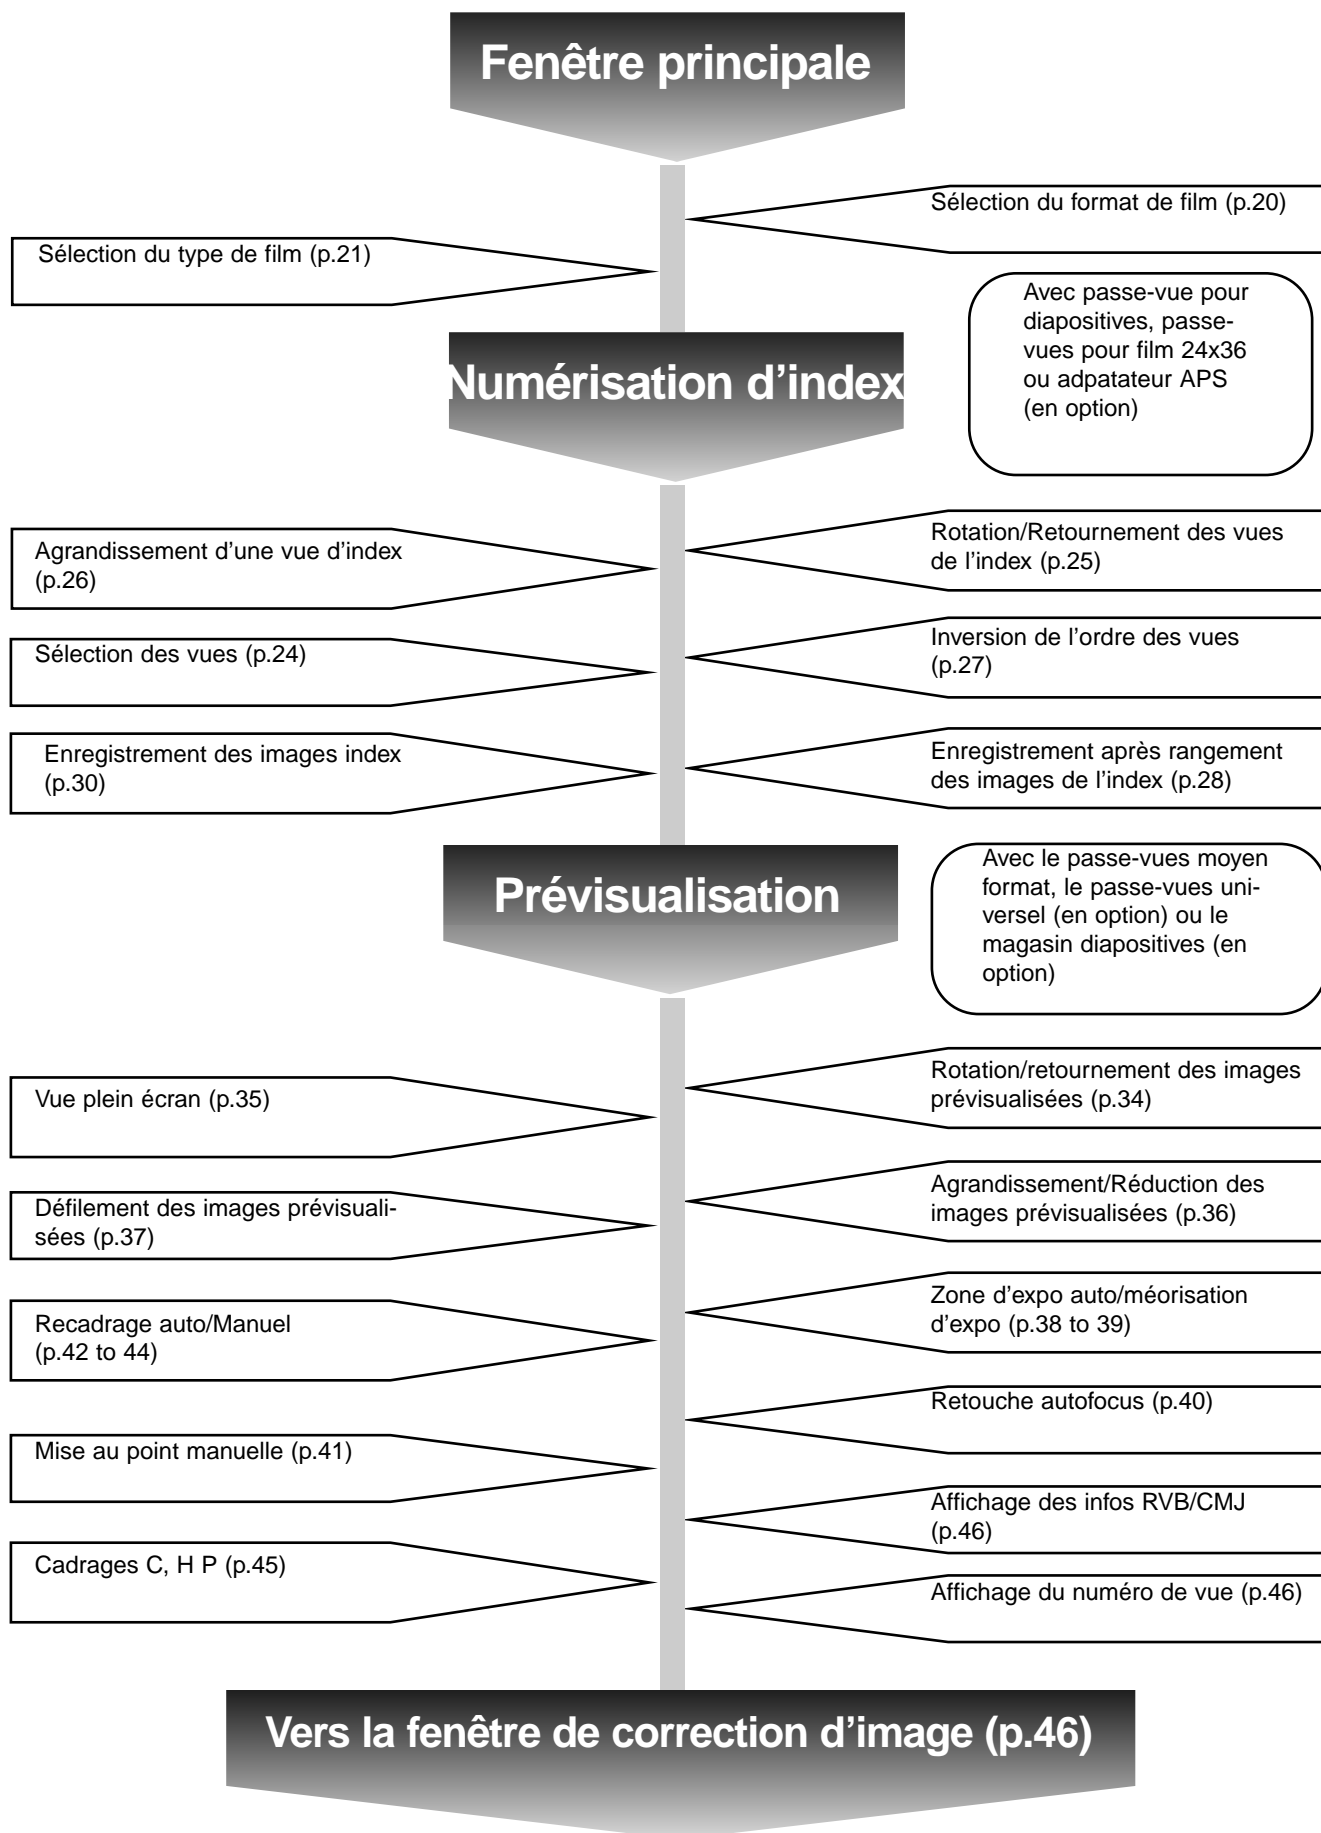 Fenêtre principale
Sélection du format de film (p.20)
Sélection du type de film (p.21)
Avec passe-vue pour
diapositives, passe-
vues pour film 24x36
ou adpatateur APS
(en option)
Numérisation d’index
Rotation/Retournement des vues
de l’index (p.25)
Agrandissement d’une vue d’index
(p.26)
Inversion de l’ordre des vues
(p.27)
Sélection des vues (p.24)
Enregistrement après rangement
des images de l’index (p.28)
Enregistrement des images index
(p.30)
Prévisualisation
Avec le passe-vues moyen
format, le passe-vues uni-
versel (en option) ou le
magasin diapositives (en
option)
Rotation/retournement des images
prévisualisées (p.34)
Vue plein écran (p.35)
Agrandissement/Réduction des
images prévisualisées (p.36)
Défilement des images prévisuali-
sées (p.37)
Zone d’expo auto/méorisation
d’expo (p.38 to 39)
Recadrage auto/Manuel
(p.42 to 44)
Retouche autofocus (p.40)
Mise au point manuelle (p.41)
Affichage des infos RVB/CMJ
(p.46)
Cadrages C, H P (p.45)
Affichage du numéro de vue (p.46)
Vers la fenêtre de correction d’image (p.46)